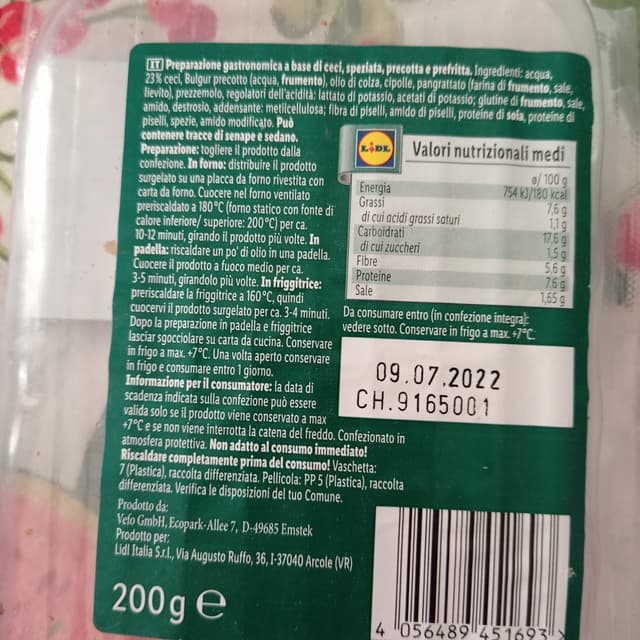 IT Preparazione gastronomica a base di ceci, speziata, precotta e prefritta. Ingredienti: acqua,
23% ceci, Bulgur precotto (acqua, frumento), olio di colza, cipolle, pangrattato (farina di frumento, sale,
lievito), prezzemolo, regolatori dell'acidità: lattato di potassio, acetati di potassio; glutine di frumento, sale,
amido, destrosio, addensante: metilcellulosa; fibra di piselli, amido di piselli, proteine di soia, proteine di
piselli, spezie, amido modificato. Può
contenere tracce di senape e sedano.
Preparazione: togliere il prodotto dalla
confezione. In forno: distribuire il prodotto
surgelato su una placca da forno rivestita con
carta da forno. Cuocere nel forno ventilato
preriscaldato a 180°C (forno statico con fonte di
calore inferiore/ superiore: 200°C) per ca.
10-12 minuti, girando il prodotto più volte. In
padella: riscaldare un po' di olio in una padella.
Cuocere il prodotto a fuoco medio per ca.
3-5 minuti, girandolo più volte. In friggitrice:
preriscaldare la friggitrice a 160°C, quindi
cuocervi il prodotto surgelato per ca. 3-4 minuti.
Dopo la preparazione in padella e friggitrice
lasciar sgocciolare su carta da cucina. Conservare
in frigo a max. +7°C. Una volta aperto conservare
in frigo e consumare entro 1 giorno.
Informazione per il consumatore: la data di
scadenza indicata sulla confezione può essere
valida solo se il prodotto viene conservato a max
+7°C e se non viene interrotta la catena del freddo. Confezionato in
atmosfera protettiva. Non adatto al consumo immediato!
Riscaldare completamente prima del consumo! Vaschetta:
7 (Plastica), raccolta differenziata. Pellicola: PP 5 (Plastica), raccolta
differenziata. Verifica le disposizioni del tuo Comune.
Prodotto da:
Vefo GmbH, Ecopark-Allee 7, D-49685 Emstek
Prodotto per:
Lidl Italia S.r.l., Via Augusto Ruffo, 36, I-37040 Arcole (VR)
200 g e
LIDL
Valori nutrizionali medi
ø/100 g
Energia 754 kJ/180 kcal
Grassi 7,6 g
di cui acidi grassi saturi 1,1 g
Carboidrati 17,6 g
di cui zuccheri 1,5 g
Fibre 5,6 g
Proteine 7,6 g
Sale 1,65 g
Da consumare entro (in confezione integra):
vedere sotto. Conservare in frigo a max. +7°C.
09.07.2022
CH.9165001
4 056489 451693